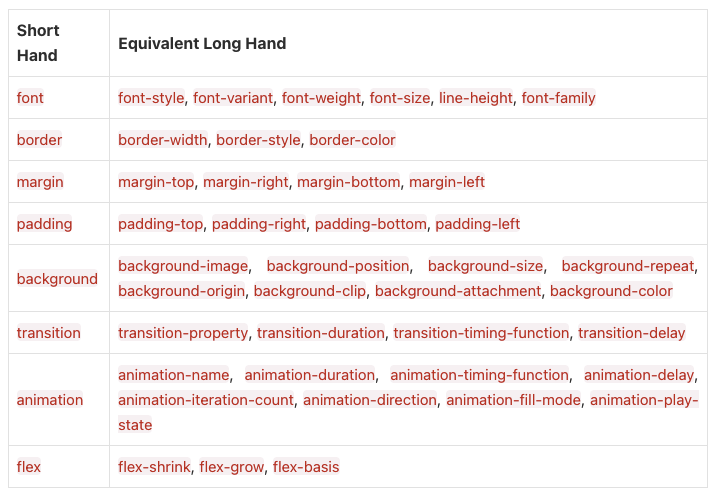 Short
Hand
Equivalent Long Hand
font
font-style, font-variant, font-weight, font-size, line-height, font-family
border
border-width, border-style, border-color
margin
margin-top, margin-right, margin-bottom, margin-left
padding
padding-top, padding-right, padding-bottom, padding-left
background
background-image, background-position, background-size, background-repeat,
background-origin, background-clip, background-attachment, background-color
transition
transition-property, transition-duration, transition-timing-function, transition-delay
animation
animation-name, animation-duration, animation-timing-function, animation-delay,
animation-iteration-count, animation-direction, animation-fill-mode, animation-play-
state
flex
flex-shrink, flex-grow, flex-basis